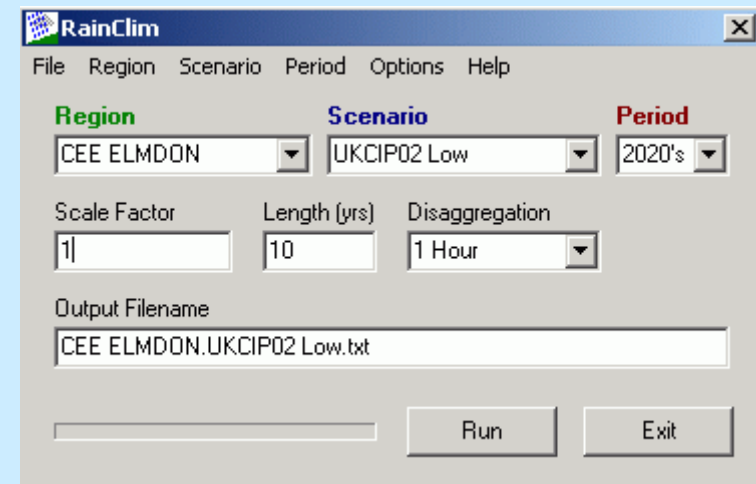 RainClim
File Region Scenario Period Options Help
Region Scenario Period
CEE ELMDON UKCIP02 Low 2020's
Scale Factor Length (yrs) Disaggregation
1 10 1 Hour
Output Filename
CEE ELMDON.UKCIP02 Low.txt
Run Exit